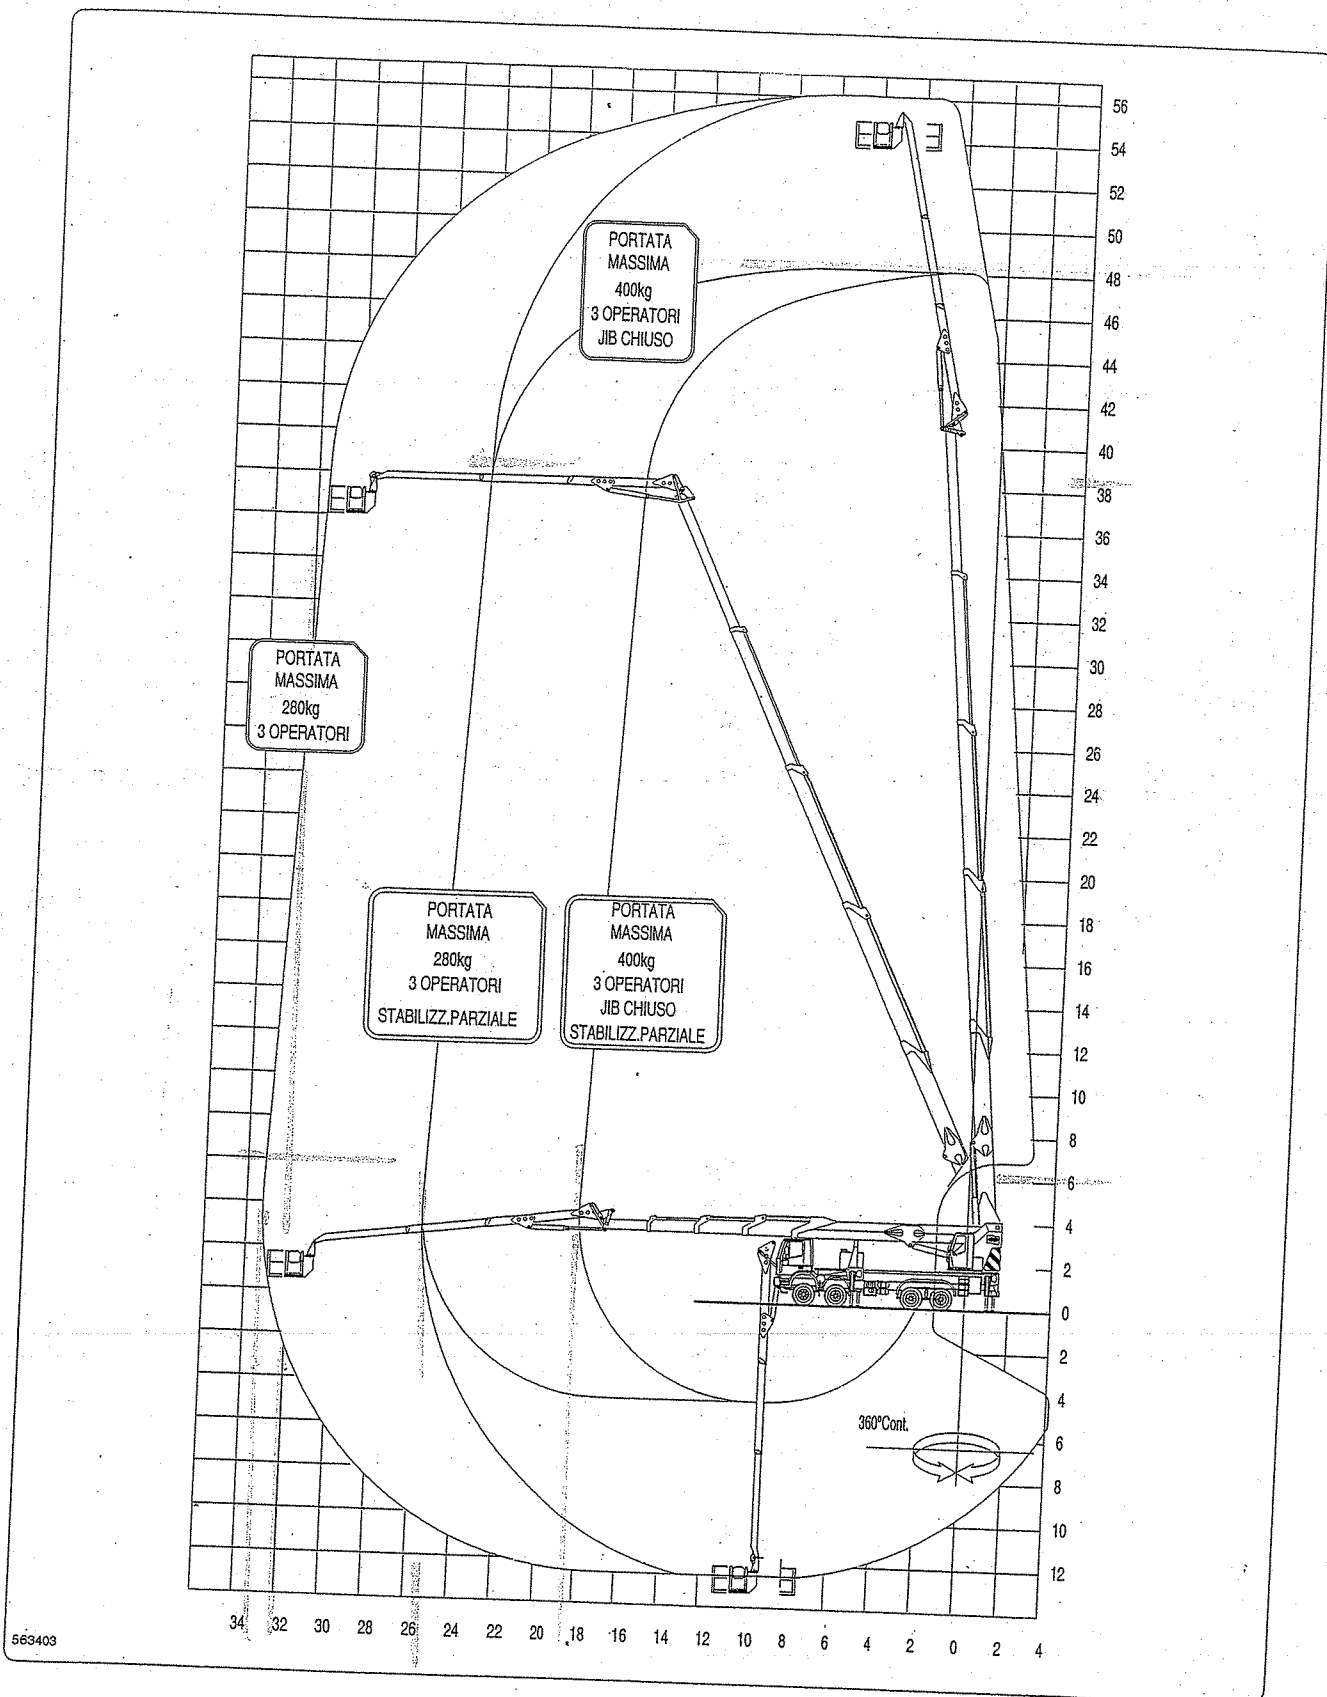 56
54
52
50
48
46
44
42
40
38
36
34
32
30
28
26
24
22
20
18
16
14
12
10
8
6
4
2
0
2
4
6
8
10
12
PORTATA
MASSIMA
400kg
3 OPERATORI
JIB CHIUSO
PORTATA
MASSIMA
280kg
3 OPERATORI
PORTATA
MASSIMA
280kg
3 OPERATORI
STABILIZZ.PARZIALE
PORTATA
MASSIMA
400kg
3 OPERATORI
JIB CHIUSO
STABILIZZ.PARZIALE
360°Cont.
34 32 30 28 26 24 22 20 18 16 14 12 10 8 6 4 2 0 2 4
563403